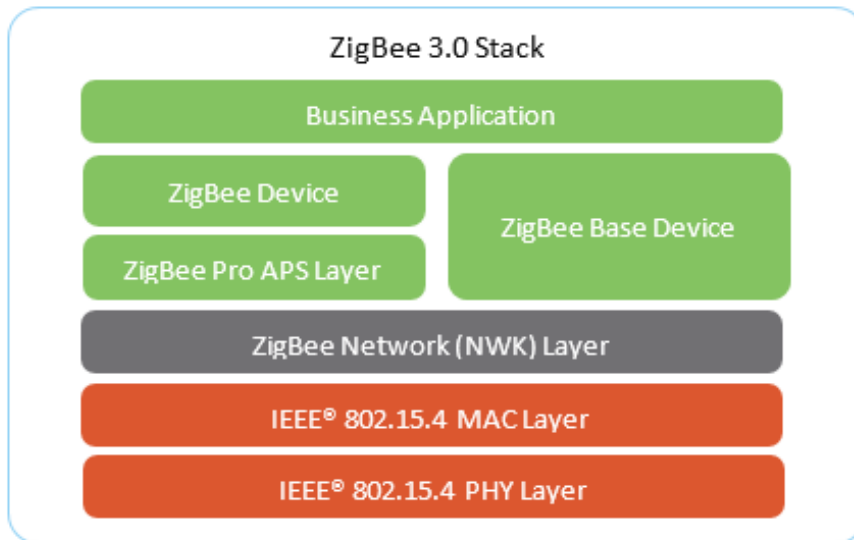 ZigBee 3.0 Stack
Business Application
ZigBee Device
ZigBee Base Device
ZigBee Pro APS Layer
ZigBee Network (NWK) Layer
IEEE® 802.15.4 MAC Layer
IEEE® 802.15.4 PHY Layer